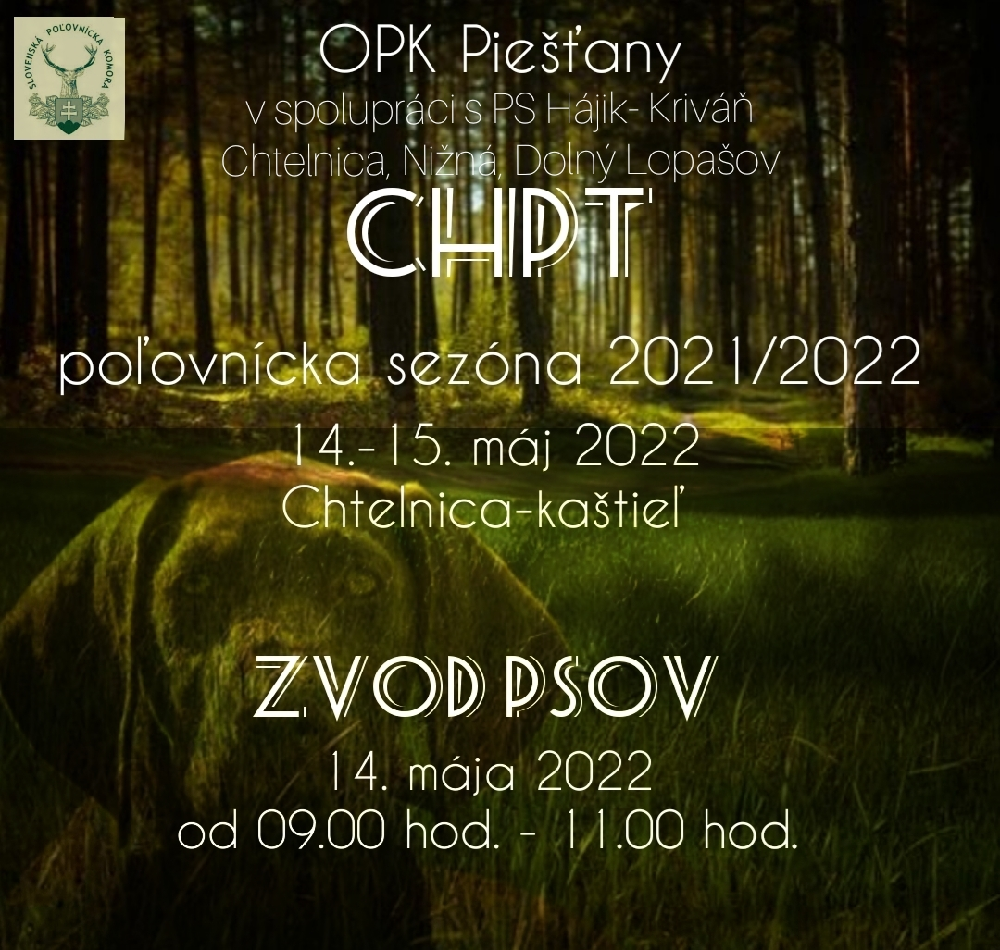 SLOVENSKÁ POĽOVNÍCKA KOMORA
OPK Piešťany
v spolupráci s PS Hájik- Kriváň
Chtelnica, Nižná, Dolný Lopašov
CHPT
poľovnícka sezóna 2021/2022
14.-15. máj 2022
Chtelnica-kaštieľ
ZVOD PSOV
14. mája 2022
od 09.00 hod. - 11.00 hod.